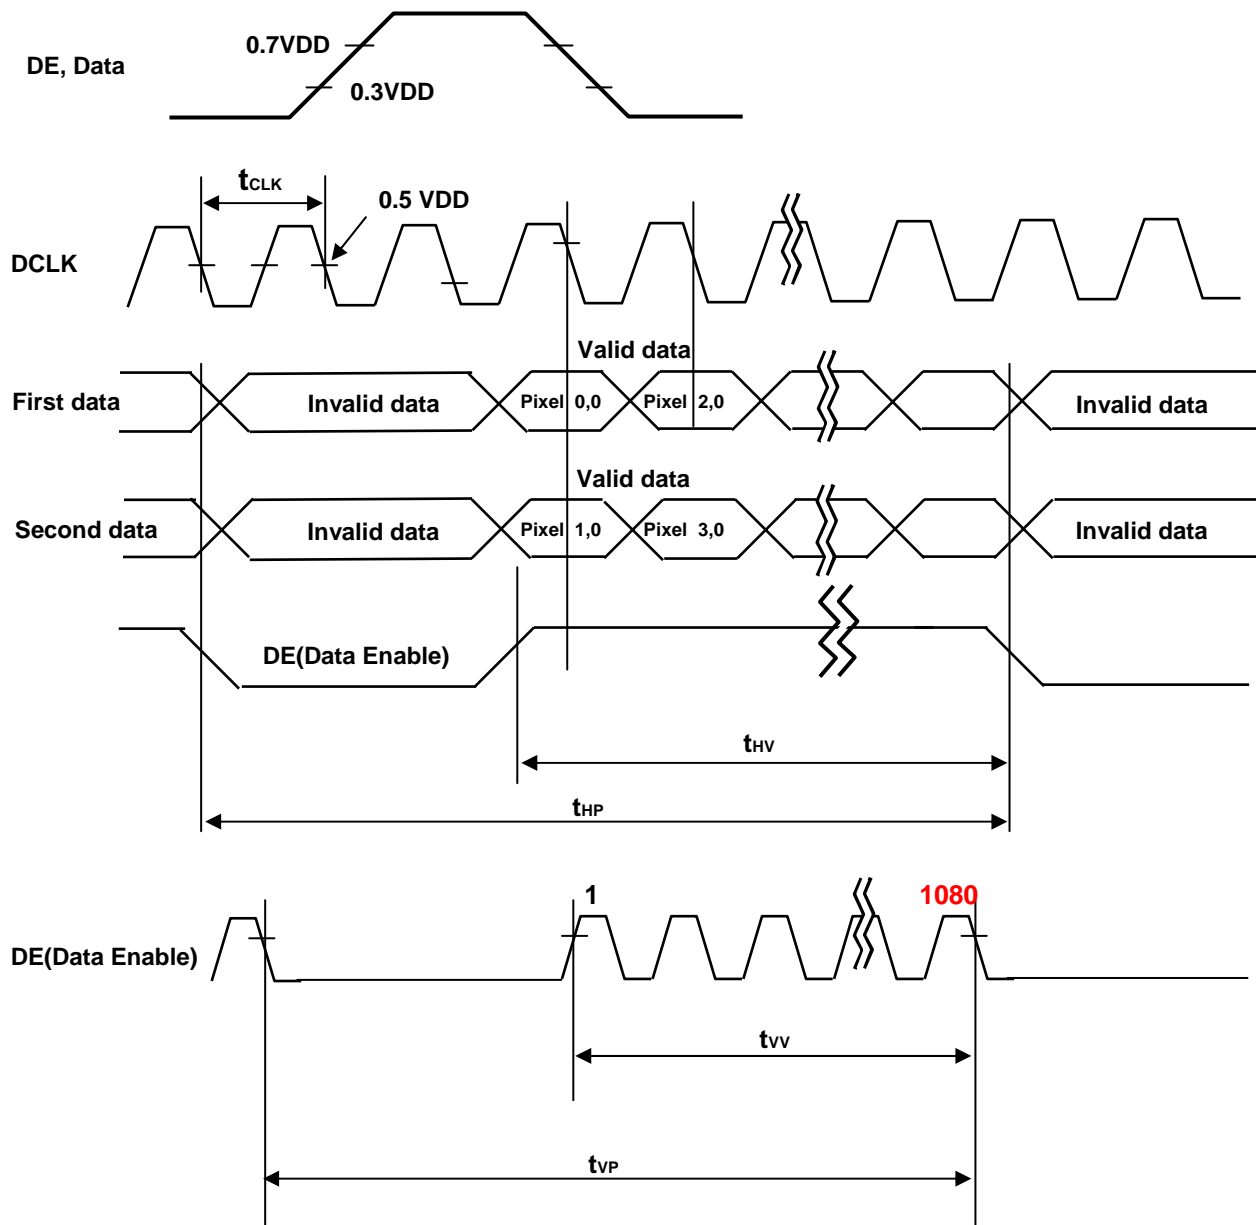 0.7VDD
DE, Data
0.3VDD
tCLK
0.5 VDD
DCLK
Valid data
First data
Invalid data
Pixel 0,0
Pixel 2,0
Invalid data
Valid data
Second data
Invalid data
Pixel 1,0
Pixel 3,0
Invalid data
DE(Data Enable)
tHV
tHP
1
1080
DE(Data Enable)
tVV
tVP